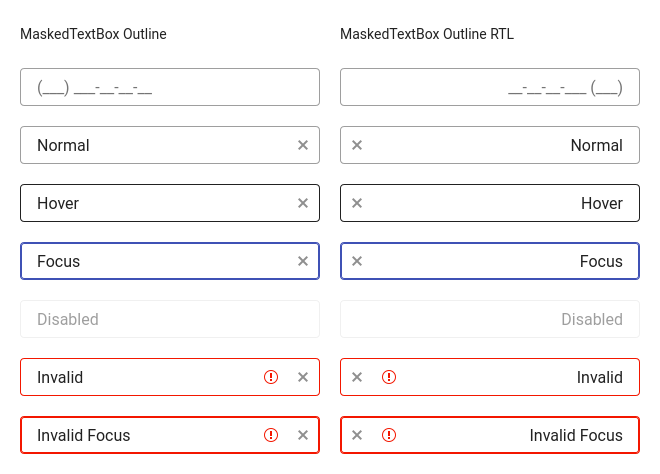 MaskedTextBox Outline MaskedTextBox Outline RTL
(___) ___-__-__-__ __-__-__-___ (___)
Normal Normal
Hover Hover
Focus Focus
Disabled Disabled
Invalid Invalid
Invalid Focus Invalid Focus